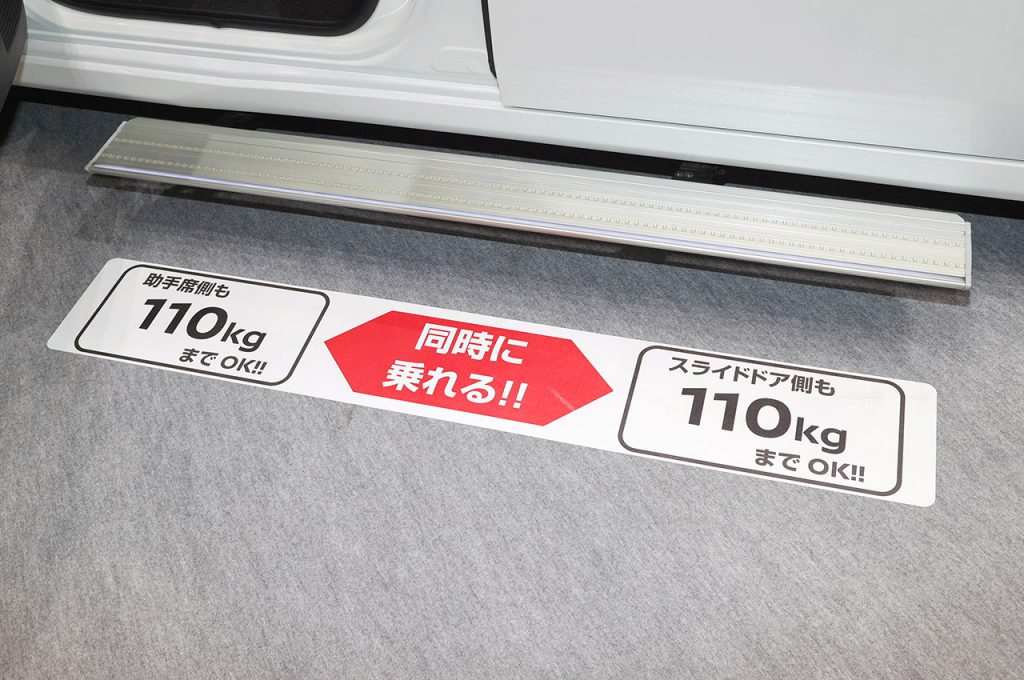 助手席側も
110kg
まで OK!!
同時に
乗れる!!
スライドドア側も
110kg
まで OK!!